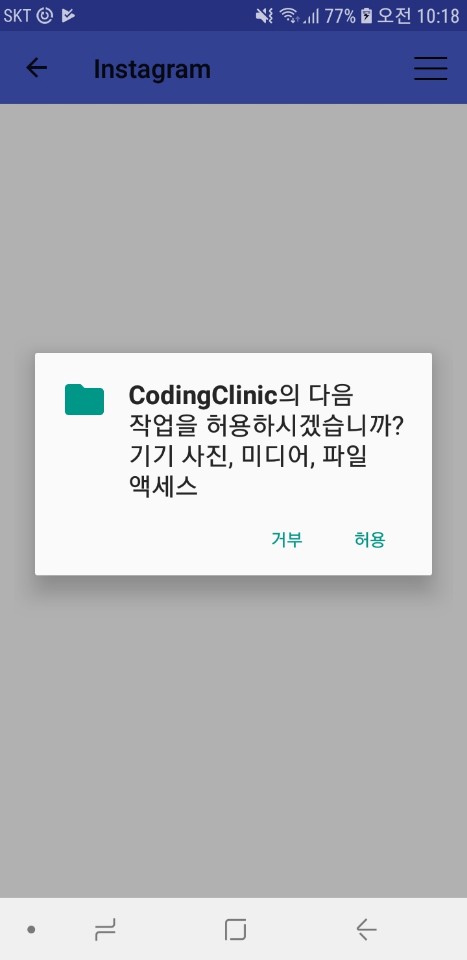 SKT 77% 오전 10:18
Instagram
CodingClinic의 다음
작업을 허용하시겠습니까?
기기 사진, 미디어, 파일
액세스
거부 허용